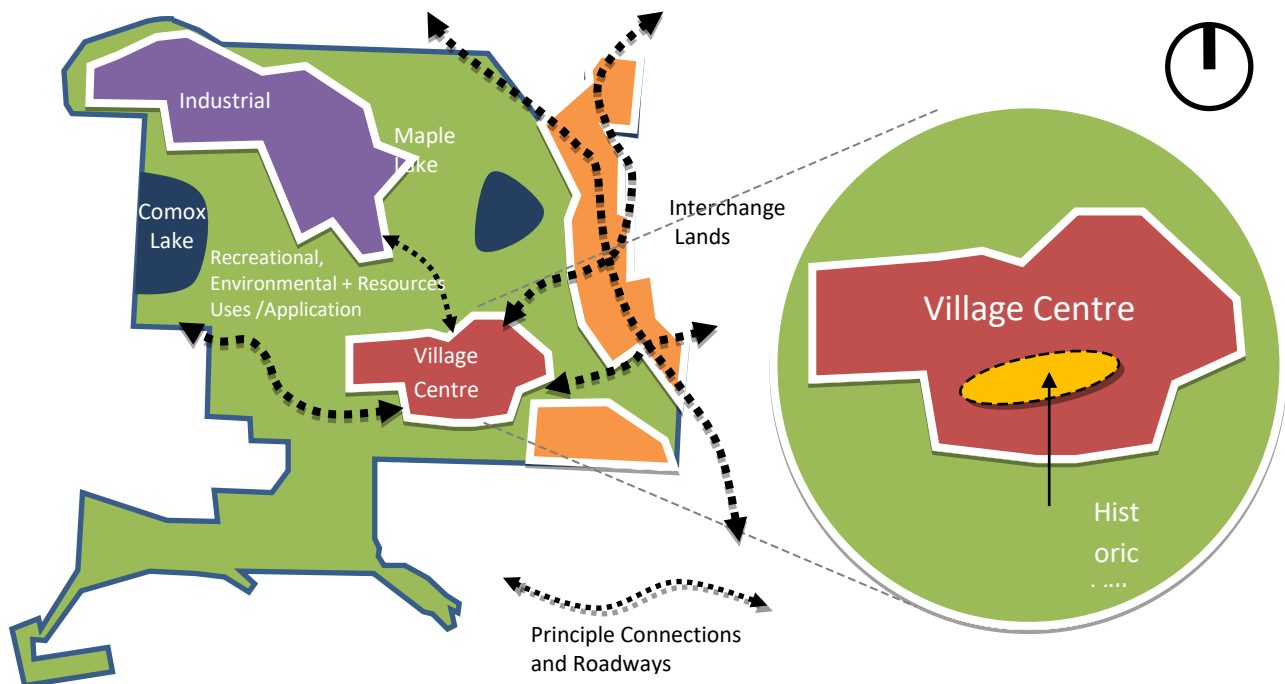 Industrial
Maple
Lake
Comox
Lake
Recreational,
Environmental + Resources
Uses /Application
Interchange
Lands
Village
Centre
Village Centre
Hist
oric
Principle Connections
and Roadways